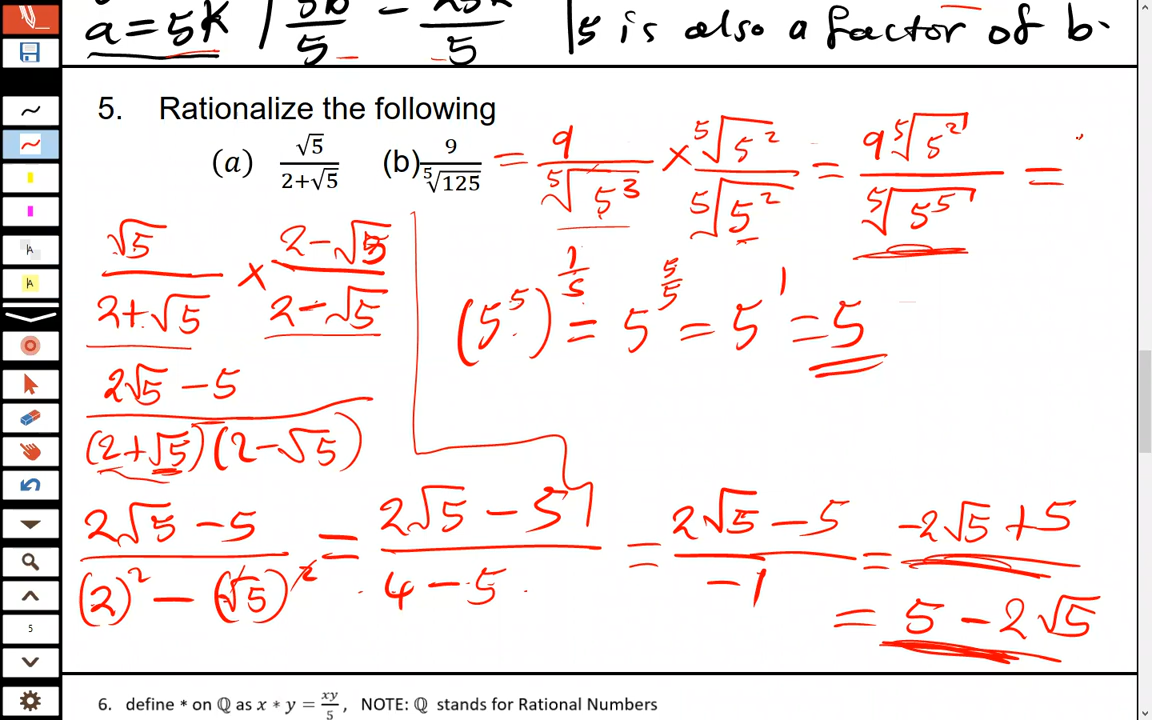 a = 5k | 5b/5 = 25k/5 | 5 is also a factor of b.
5. Rationalize the following
(a) √5/(2+√5) (b) 9/⁵√125 = 9/⁵√5³ × ⁵√5²/⁵√5² = 9⁵√5²/⁵√5⁵ =
√5/(2+√5) × (2-√5)/(2-√5)
(5⁵)^(1/5) = 5^(5/5) = 5¹ = 5
(2√5 - 5)/((2+√5)(2-√5))
(2√5 - 5)/((2)² - (√5)²) = (2√5 - 5)/(4 - 5) = (2√5 - 5)/(-1) = -2√5 + 5
= 5 - 2√5
6. define * on ℚ as x * y = xy/5, NOTE: ℚ stands for Rational Numbers
5